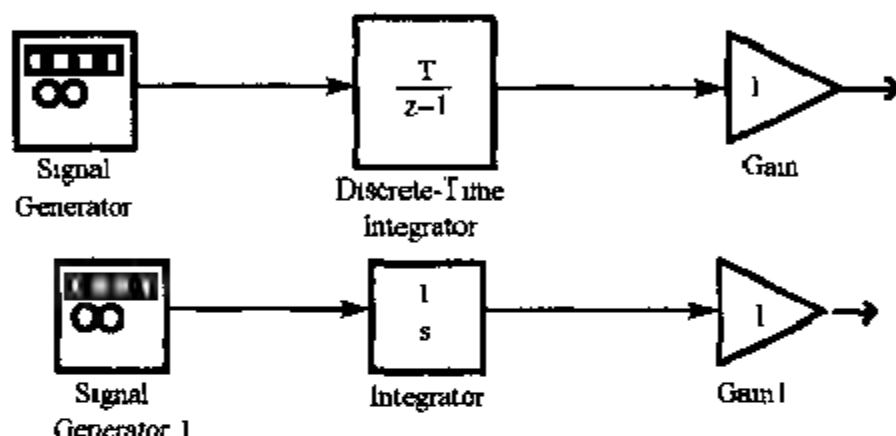 T
z-1
1
Signal
Generator
Discrete-Time
Integrator
Gain
1
s
1
Signal
Generator 1
Integrator
Gain1